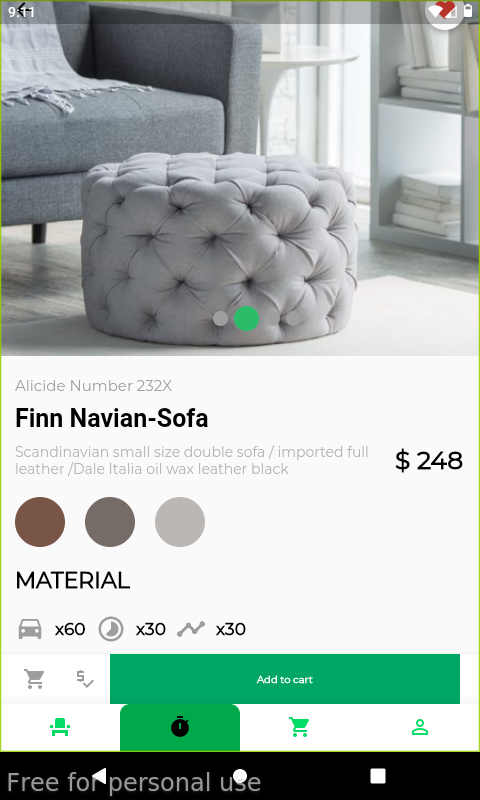 9:11
Alicide Number 232X
Finn Navian-Sofa
Scandinavian small size double sofa / imported full
leather /Dale Italia oil wax leather black
$ 248
MATERIAL
x60 x30 x30
Add to cart
Free for personal use